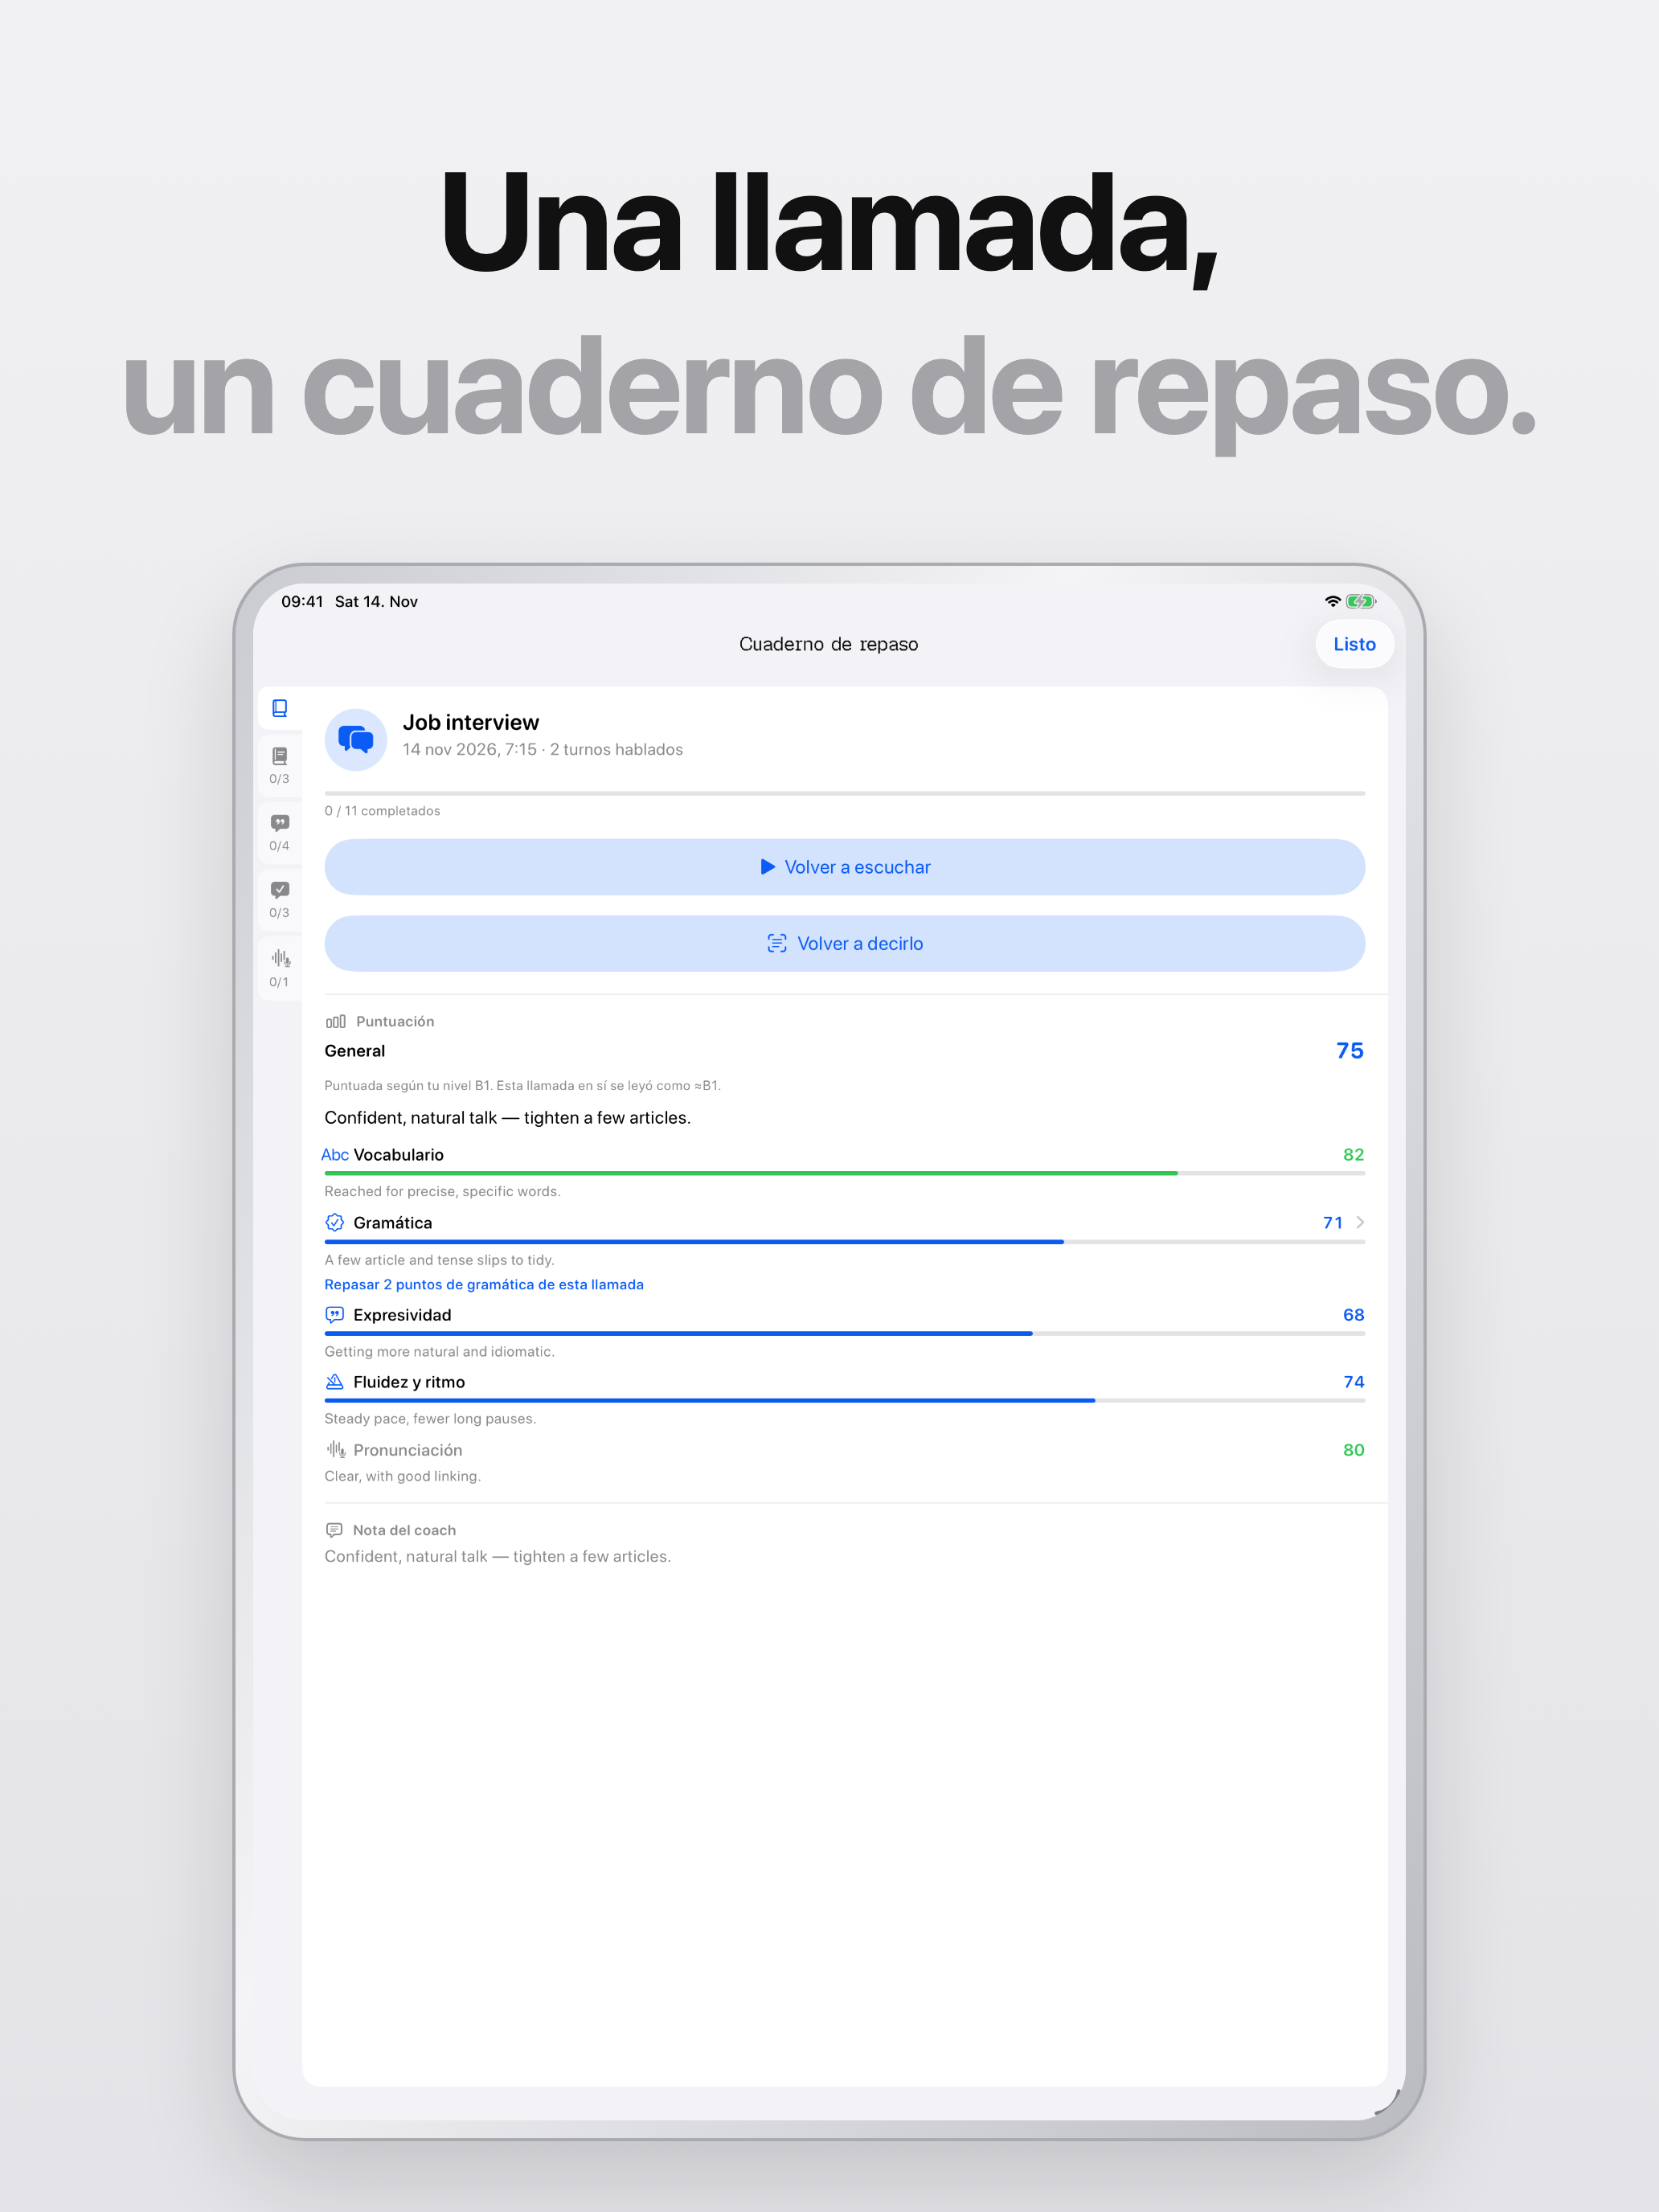 Una llamada,
un cuaderno de repaso.
09:41 Sat 14. Nov
Cuaderno de repaso
Listo
0/3
0/4
0/3
0/1
Job interview
14 nov 2026, 7:15 · 2 turnos hablados
0 / 11 completados
Volver a escuchar
Volver a decirlo
Puntuación
General 75
Puntuada según tu nivel B1. Esta llamada en sí se leyó como ≈B1.
Confident, natural talk — tighten a few articles.
Abc Vocabulario 82
Reached for precise, specific words.
Gramática 71
A few article and tense slips to tidy.
Repasar 2 puntos de gramática de esta llamada
Expresividad 68
Getting more natural and idiomatic.
Fluidez y ritmo 74
Steady pace, fewer long pauses.
Pronunciación 80
Clear, with good linking.
Nota del coach
Confident, natural talk — tighten a few articles.